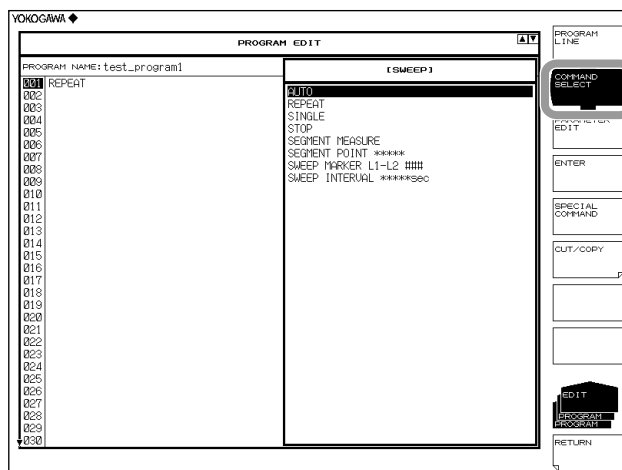 YOKOGAWA
PROGRAM EDIT
PROGRAM NAME:test_program1
001 REPEAT
002
003
004
005
006
007
008
009
010
011
012
013
014
015
016
017
018
019
020
021
022
023
024
025
026
027
028
029
030
[SWEEP]
AUTO
REPEAT
SINGLE
STOP
SEGMENT MEASURE
SEGMENT POINT *****
SWEEP MARKER L1-L2 ###
SWEEP INTERVAL *****sec
PROGRAM
LINE
COMMAND
SELECT
PARAMETER
EDIT
ENTER
SPECIAL
COMMAND
CUT/COPY
EDIT
PROGRAM
PROGRAM
RETURN